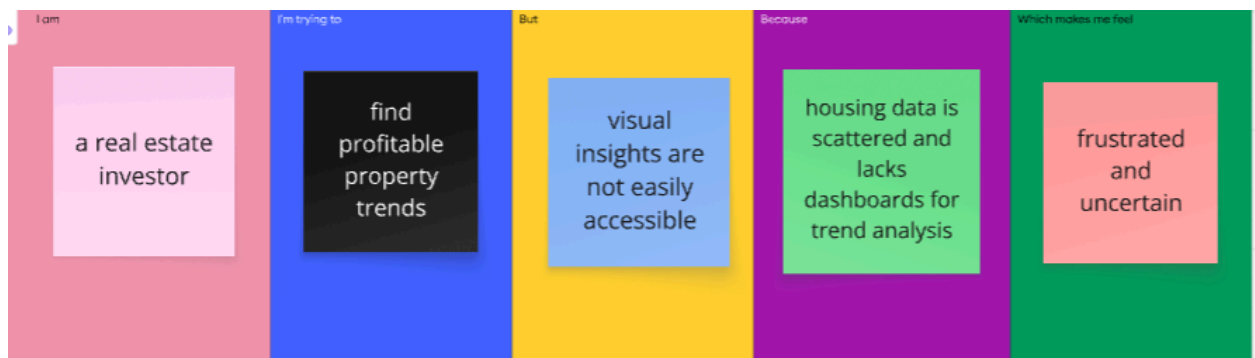 I am
I'm trying to
But
Because
Which makes me feel
a real estate
investor
find
profitable
property
trends
visual
insights are
not easily
accessible
housing data is
scattered and
lacks
dashboards for
trend analysis
frustrated
and
uncertain